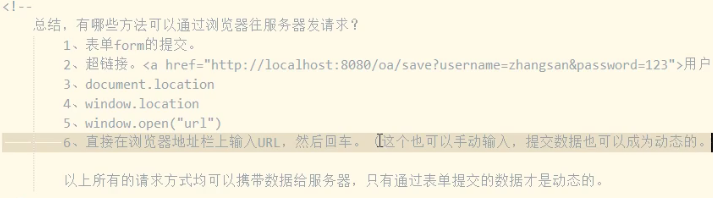 <!--
总结，有哪些方法可以通过浏览器往服务器发请求？
1、表单form的提交。
2、超链接。<a href="http://localhost:8080/oa/save?username=zhangsan&password=123">用户
3、document.location
4、window.location
5、window.open("url")
6、直接在浏览器地址栏上输入URL，然后回车。（这个也可以手动输入，提交数据也可以成为动态的。
以上所有的请求方式均可以携带数据给服务器，只有通过表单提交的数据才是动态的。